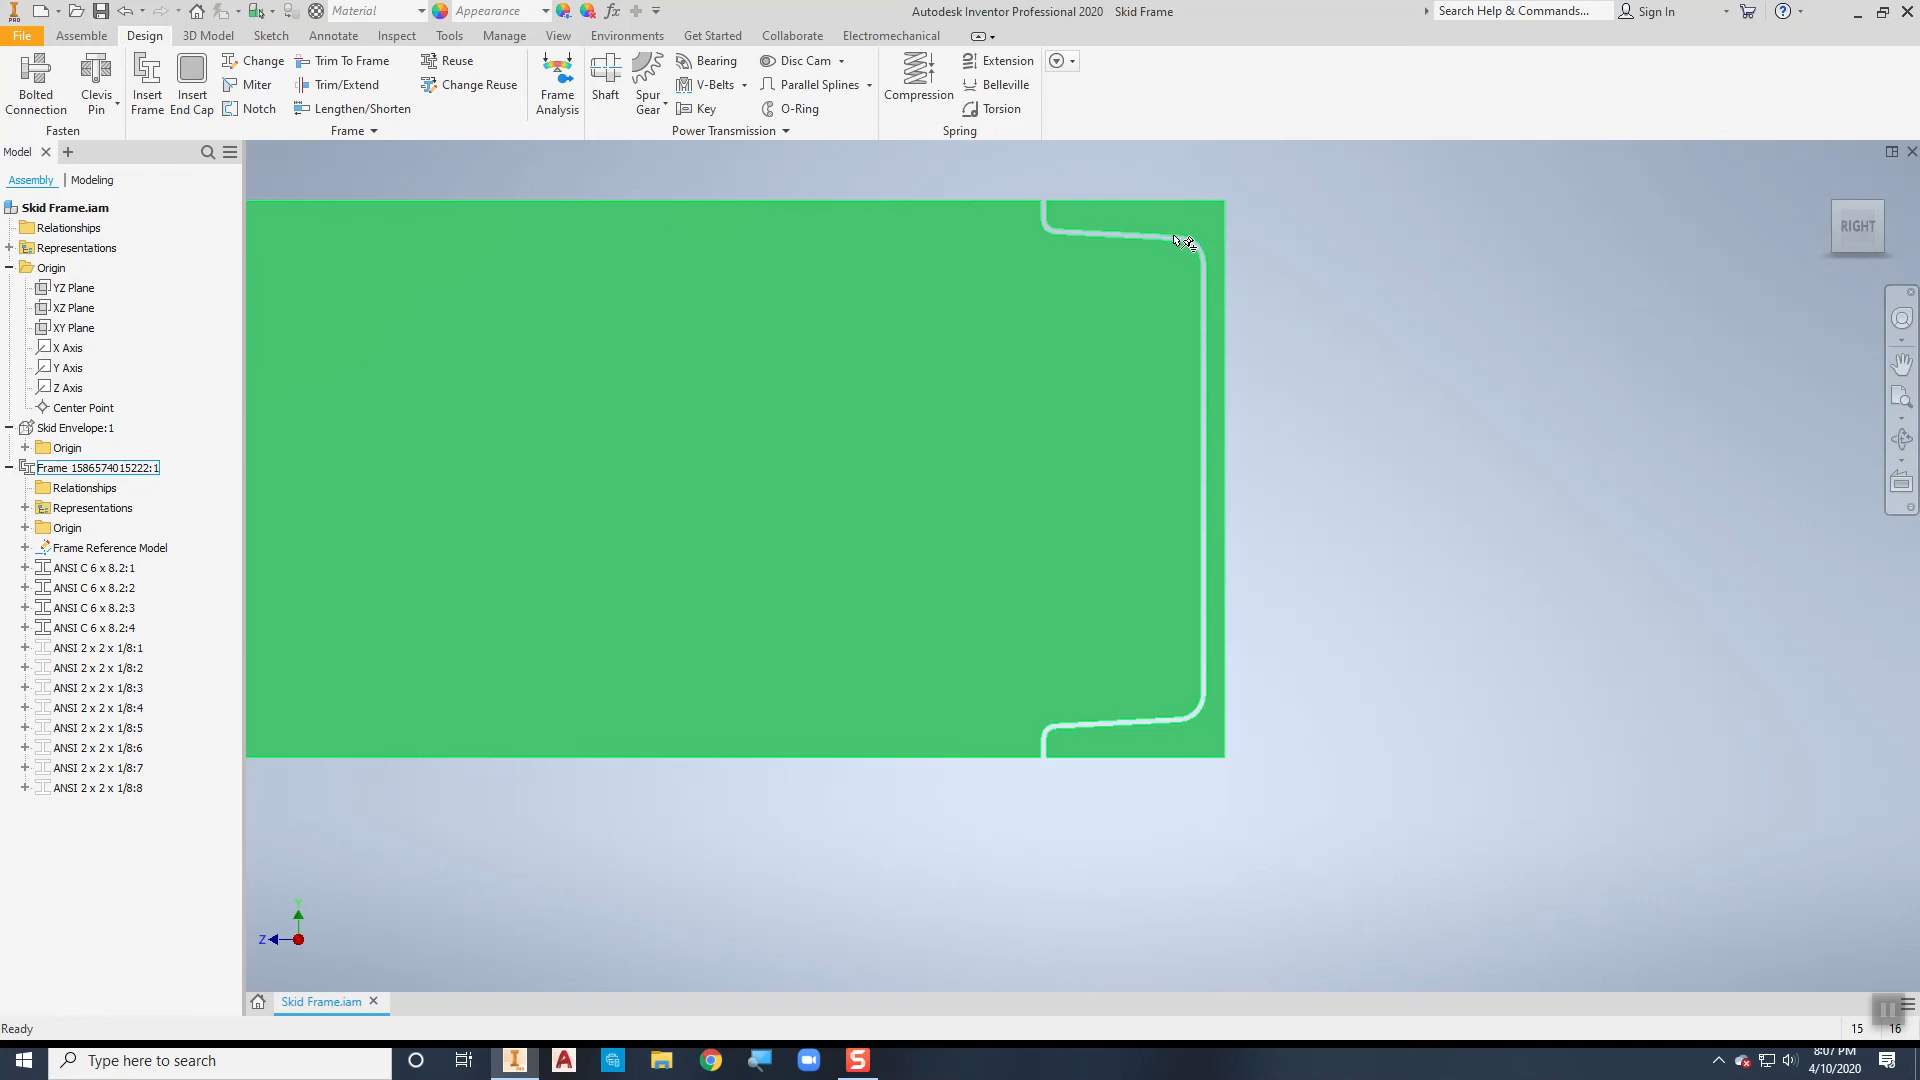 Material
Appearance
Autodesk Inventor Professional 2020 Skid Frame
Search Help & Commands...
Sign In
File Assemble Design 3D Model Sketch Annotate Inspect Tools Manage View Environments Get Started Collaborate Electromechanical
Bolted Connection
Clevis Pin
Fasten
Insert Frame
Insert End Cap
Change
Miter
Notch
Trim To Frame
Trim/Extend
Lengthen/Shorten
Reuse
Change Reuse
Frame
Frame Analysis
Shaft
Spur Gear
Bearing
V-Belts
Key
Disc Cam
Parallel Splines
O-Ring
Power Transmission
Compression
Extension
Belleville
Torsion
Spring
Model
Assembly | Modeling
Skid Frame.iam
Relationships
Representations
Origin
YZ Plane
XZ Plane
XY Plane
X Axis
Y Axis
Z Axis
Center Point
Skid Envelope:1
Origin
Frame 1586574015222:1
Relationships
Representations
Origin
Frame Reference Model
ANSI C 6 x 8.2:1
ANSI C 6 x 8.2:2
ANSI C 6 x 8.2:3
ANSI C 6 x 8.2:4
ANSI 2 x 2 x 1/8:1
ANSI 2 x 2 x 1/8:2
ANSI 2 x 2 x 1/8:3
ANSI 2 x 2 x 1/8:4
ANSI 2 x 2 x 1/8:5
ANSI 2 x 2 x 1/8:6
ANSI 2 x 2 x 1/8:7
ANSI 2 x 2 x 1/8:8
RIGHT
Y
Z
Skid Frame.iam
Ready
15 16
Type here to search
8:07 PM
4/10/2020